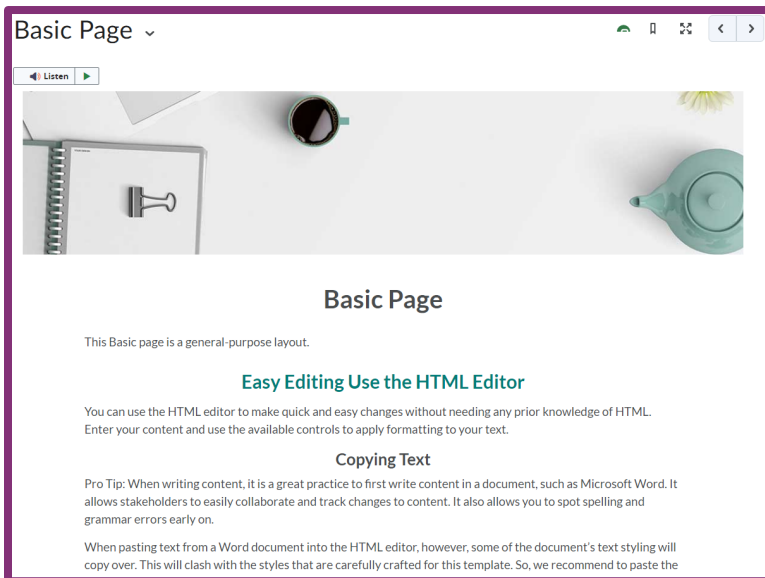 Basic Page
Listen
Basic Page
This Basic page is a general-purpose layout.
Easy Editing Use the HTML Editor
You can use the HTML editor to make quick and easy changes without needing any prior knowledge of HTML.
Enter your content and use the available controls to apply formatting to your text.
Copying Text
Pro Tip: When writing content, it is a great practice to first write content in a document, such as Microsoft Word. It
allows stakeholders to easily collaborate and track changes to content. It also allows you to spot spelling and
grammar errors early on.
When pasting text from a Word document into the HTML editor, however, some of the document's text styling will
copy over. This will clash with the styles that are carefully crafted for this template. So, we recommend to paste the